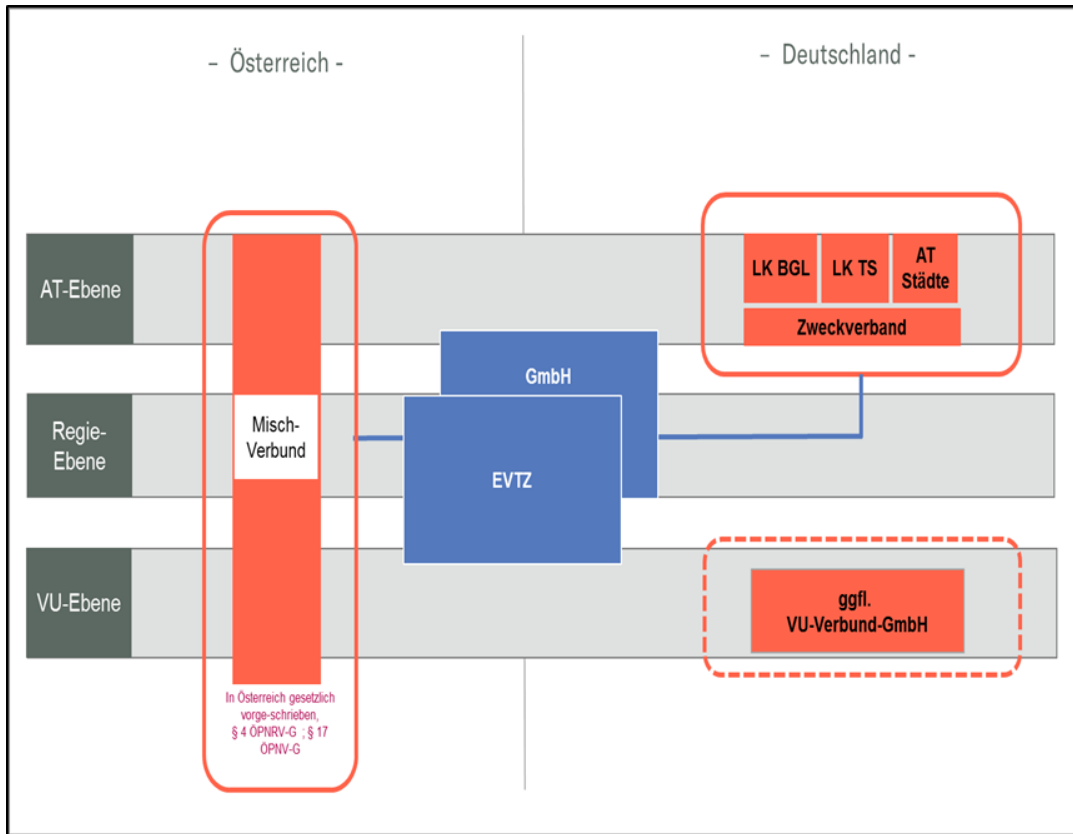 – Österreich -
– Deutschland -
AT-Ebene
LK BGL
LK TS
AT
Städte
Zweckverband
GmbH
Regie-
Ebene
Misch-
Verbund
EVTZ
VU-Ebene
ggfl.
VU-Verbund-GmbH
In Österreich gesetzlich
vorge-schrieben,
§ 4 ÖPNRV-G ; § 17
ÖPNV-G